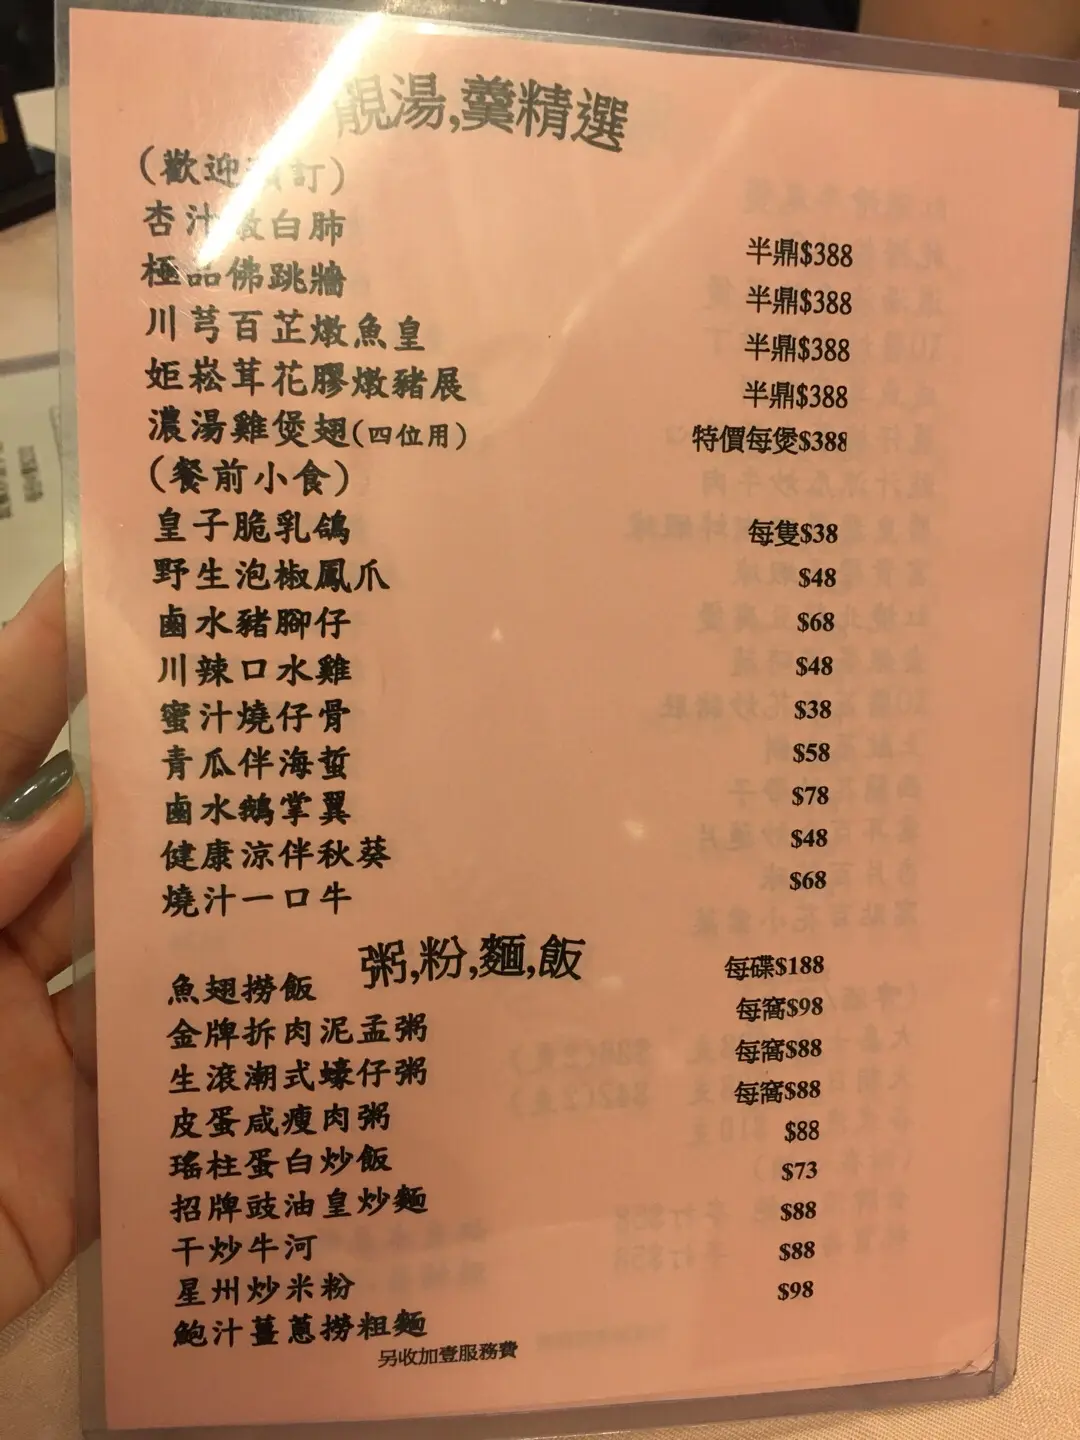 靚湯,羹精選
(歡迎預訂)
杏汁燉白肺 半鼎$388
極品佛跳牆 半鼎$388
川芎百芷燉魚皇 半鼎$388
姫崧茸花膠燉豬展 半鼎$388
濃湯雞煲翅(四位用) 特價每煲$388
(餐前小食)
皇子脆乳鴿 每隻$38
野生泡椒鳳爪 $48
鹵水豬腳仔 $68
川辣口水雞 $48
蜜汁燒仔骨 $38
青瓜伴海蜇 $58
鹵水鵝掌翼 $78
健康涼伴秋葵 $48
燒汁一口牛 $68
粥,粉,麵,飯
魚翅撈飯 每碟$188
金牌拆肉泥孟粥 每窩$98
生滾潮式蠔仔粥 每窩$88
皮蛋咸瘦肉粥 每窩$88
瑤柱蛋白炒飯 $88
招牌豉油皇炒麵 $73
干炒牛河 $88
星州炒米粉 $88
鮑汁薑蔥撈粗麵 $98
另收加壹服務費